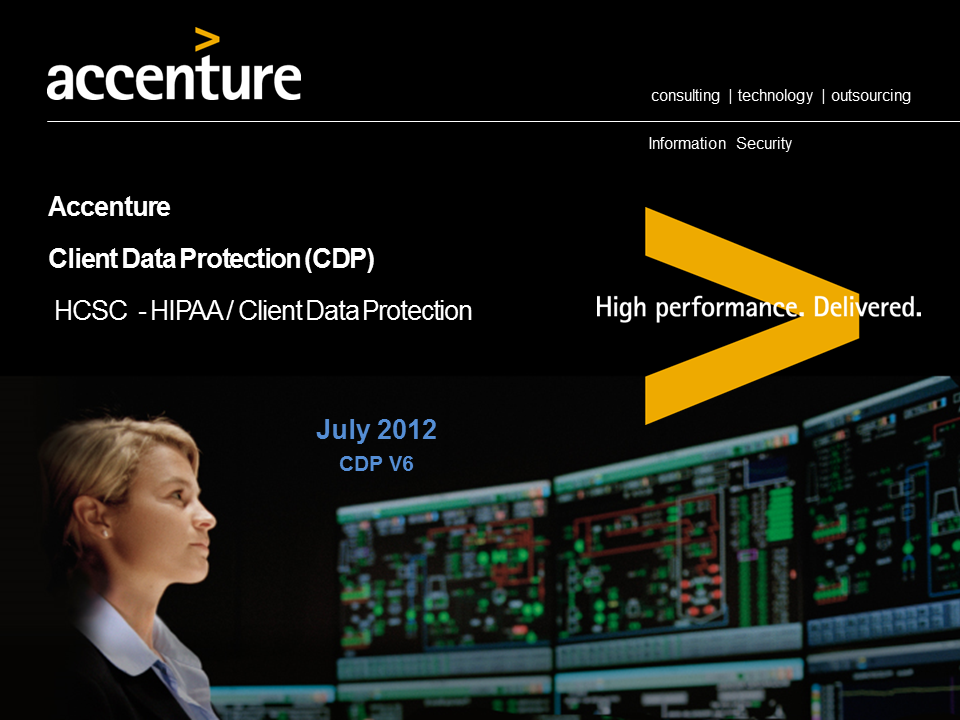 accenture
consulting | technology | outsourcing
Information Security
Accenture
Client Data Protection (CDP)
HCSC - HIPAA / Client Data Protection
High performance. Delivered.
July 2012
CDP V6